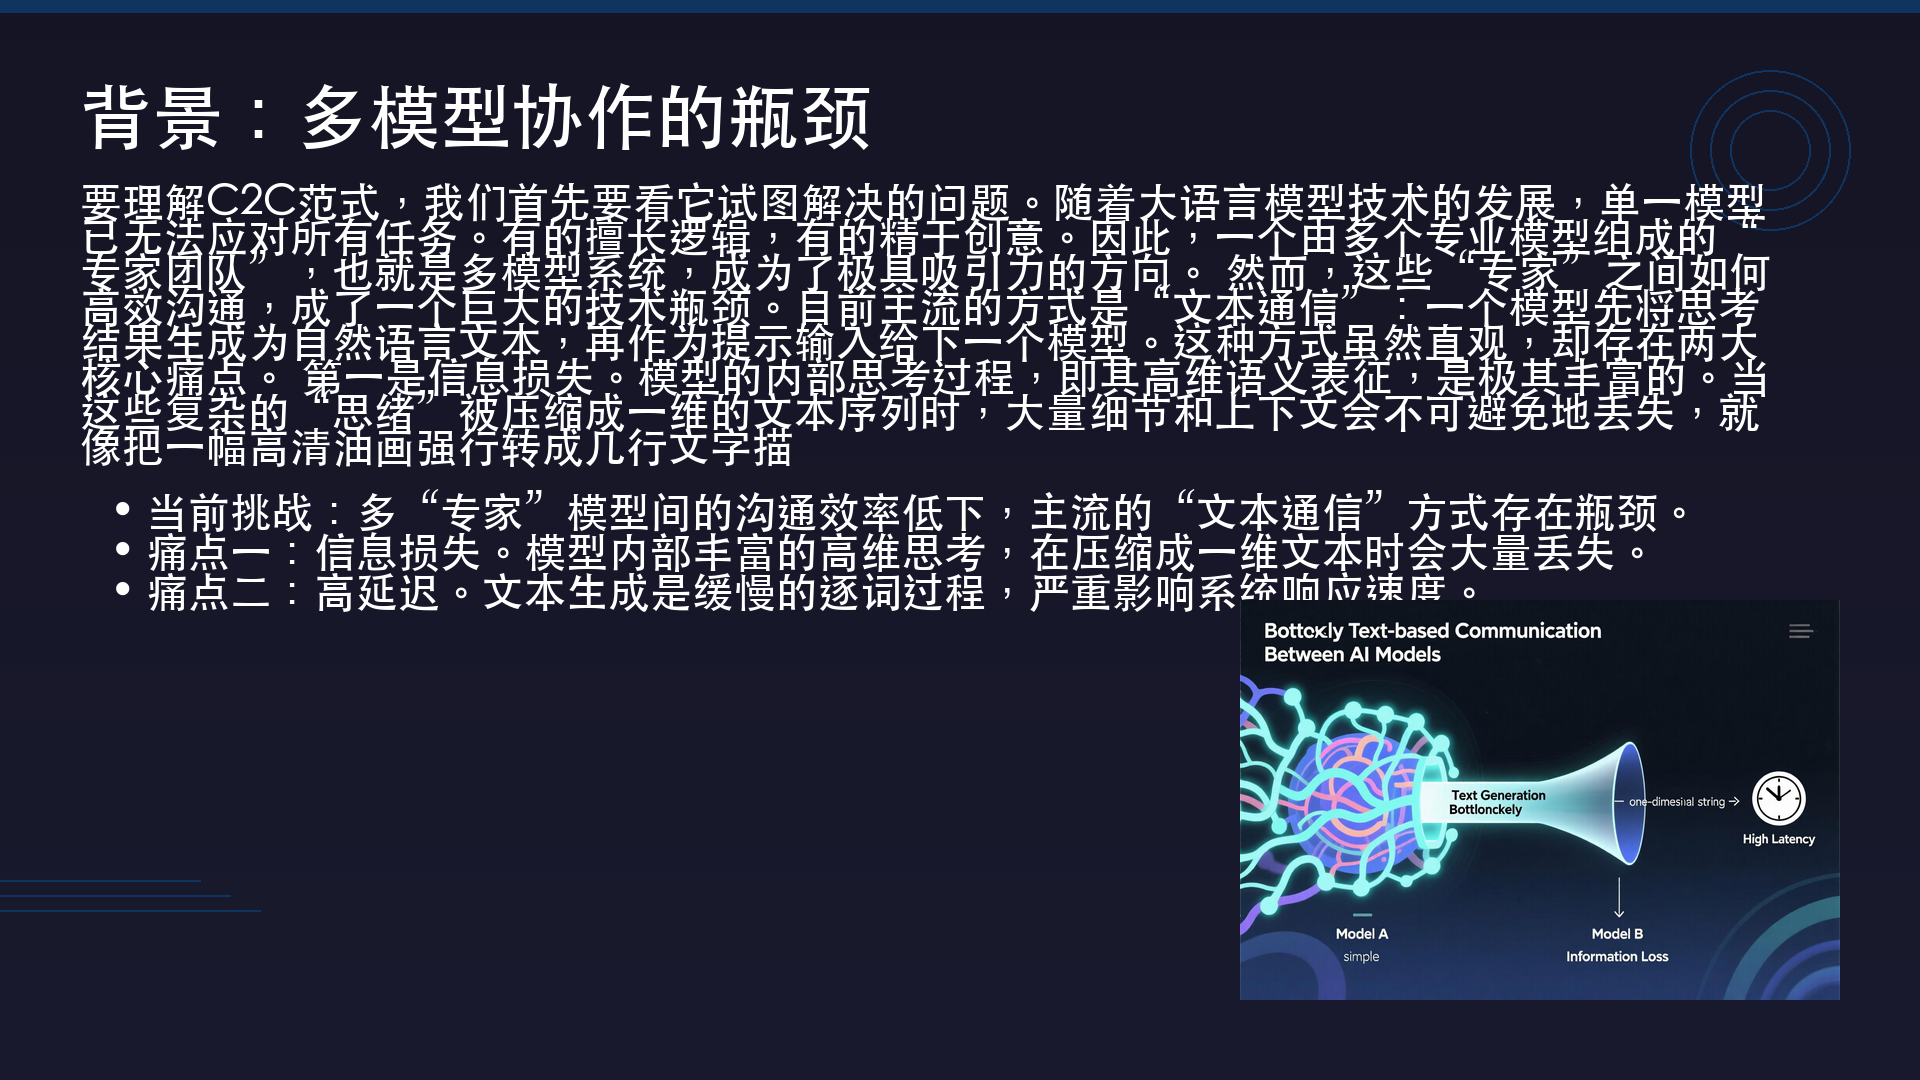 背景：多模型协作的瓶颈
要理解C2C范式，我们首先要看它试图解决的问题。随着大语言模型技术的发展，单一模型
已无法应对所有任务。有的擅长逻辑，有的精于创意。因此，一个由多个专业模型组成的“
专家团队”，也就是多模型系统，成为了极具吸引力的方向。 然而，这些“专家”之间如何
高效沟通，成了一个巨大的技术瓶颈。目前主流的方式是“文本通信”：一个模型先将思考
结果生成为自然语言文本，再作为提示输入给下一个模型。这种方式虽然直观，却存在两大
核心痛点。 第一是信息损失。模型的内部思考过程，即其高维语义表征，是极其丰富的。当
这些复杂的“思绪”被压缩成一维的文本序列时，大量细节和上下文会不可避免地丢失，就
像把一幅高清油画强行转成几行文字描
• 当前挑战：多“专家”模型间的沟通效率低下，主流的“文本通信”方式存在瓶颈。
• 痛点一：信息损失。模型内部丰富的高维思考，在压缩成一维文本时会大量丢失。
• 痛点二：高延迟。文本生成是缓慢的逐词过程，严重影响系统响应速度。
Bottckly Text-based Communication
Between AI Models
Text Generation
Bottlonckely
one-dimesial string
High Latency
Model A
simple
Model B
Information Loss